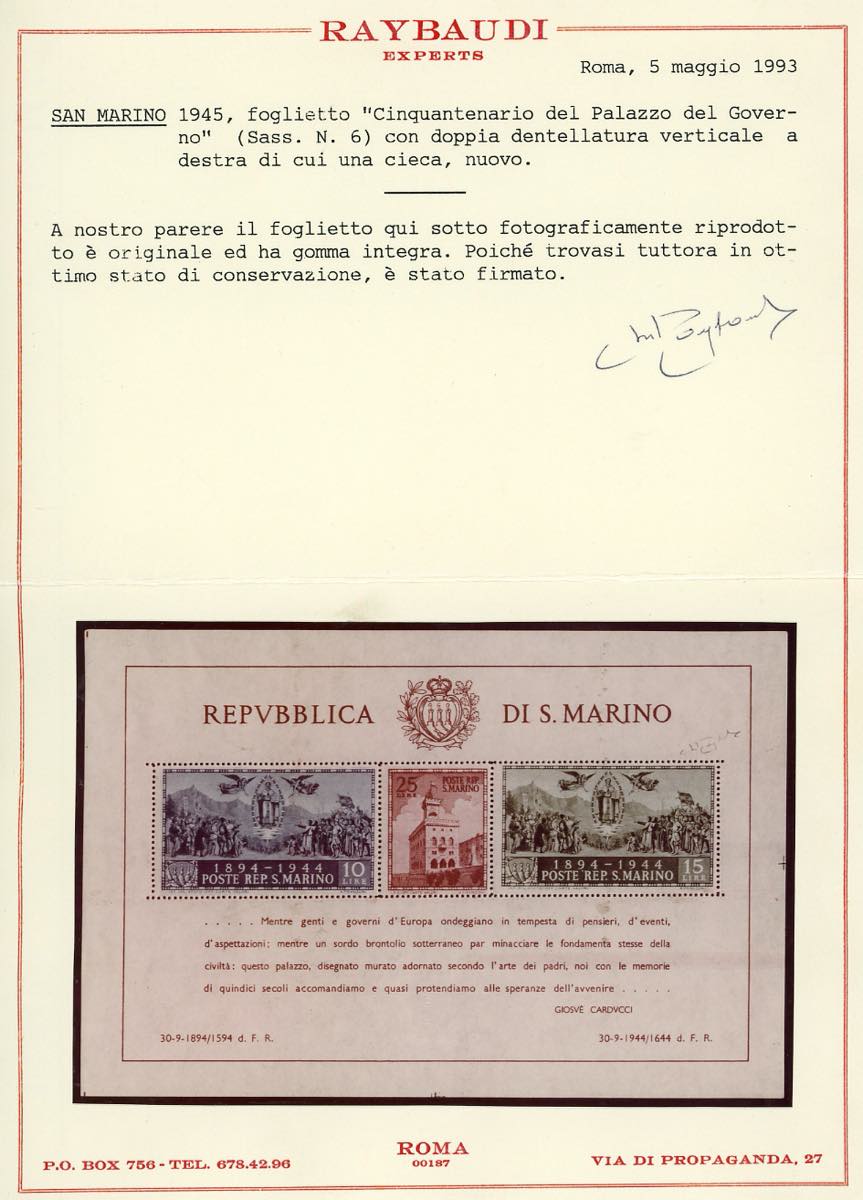 RAYBAUDI
EXPERTS
Roma, 5 maggio 1993
SAN MARINO 1945, foglietto "Cinquantenario del Palazzo del Gover-
no" (Sass. N. 6) con doppia dentellatura verticale a
destra di cui una cieca, nuovo.
A nostro parere il foglietto qui sotto fotograficamente riprodot-
to è originale ed ha gomma integra. Poiché trovasi tuttora in ot-
timo stato di conservazione, è stato firmato.
REPVBBLICA DI S. MARINO
25 LIRE
POSTE REP.
S. MARINO
1894-1944
POSTE REP. S. MARINO
10 LIRE
1894-1944
POSTE REP. S. MARINO
15 LIRE
. . . . . Mentre genti e governi d'Europa ondeggiano in tempesta di pensieri, d'eventi,
d'aspettazioni; mentre un sordo brontolio sotterraneo par minacciare le fondamenta stesse della
civiltà: questo palazzo, disegnato murato adornato secondo l'arte dei padri, noi con le memorie
di quindici secoli accomandiamo e quasi protendiamo alle speranze dell'avvenire . . . . .
GIOSVÈ CARDVCCI
30-9-1894/1594 d. F. R. 30-9-1944/1644 d. F. R.
P.O. BOX 756 - TEL. 678.42.96
ROMA
00187
VIA DI PROPAGANDA, 27